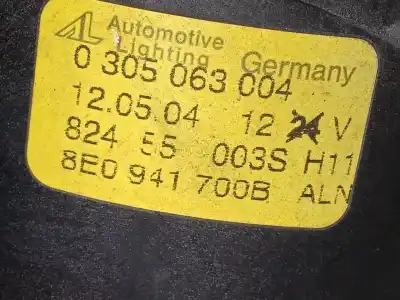 AL Automotive
Lighting Germany
0 305 063 004
12.05.04 12 24 V
824 55 003S H11
8E0 941 700B ALN